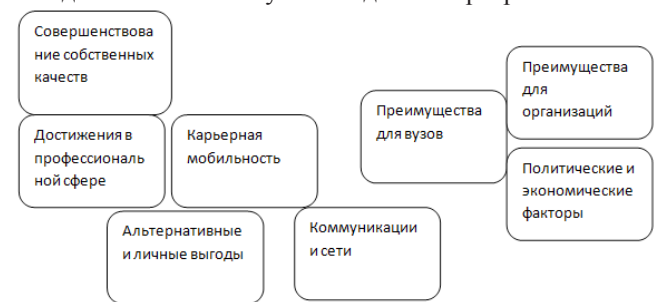 Совершенствова
ние собственных
качеств
Достижения в
профессиональ
ной сфере
Карьерная
мобильность
Альтернативные
и личные выгоды
Коммуникации
и сети
Преимущества
для вузов
Преимущества
для
организаций
Политические и
экономические
факторы